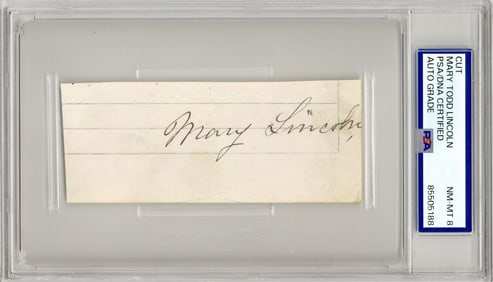 Mary Lincoln,
CUT
MARY TODD LINCOLN
PSA/DNA CERTIFIED
AUTO GRADE
PSA
NM-MT 8
85505188